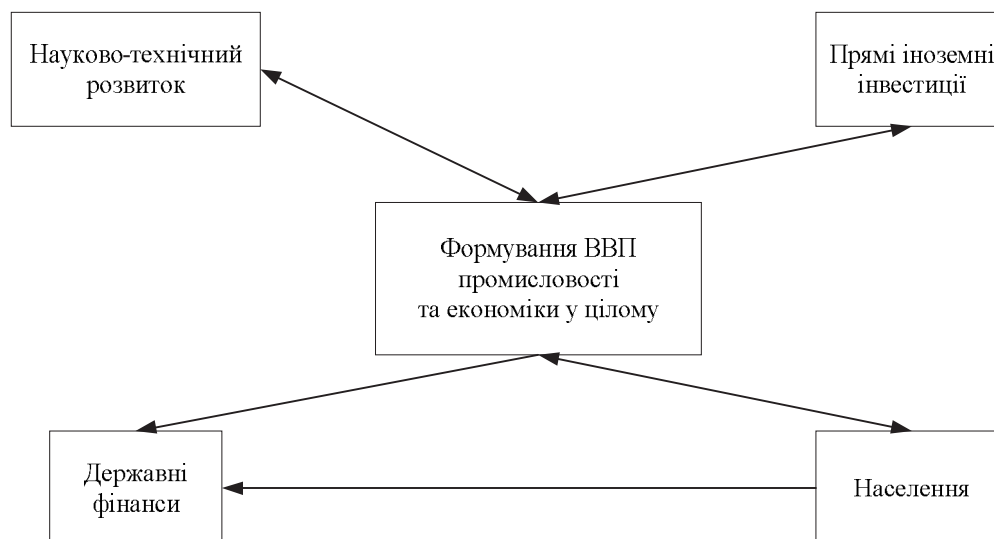 Науково-технічний
розвиток
Прямі іноземні
інвестиції
Формування ВВП
промисловості
та економіки у цілому
Державні
фінанси
Населення